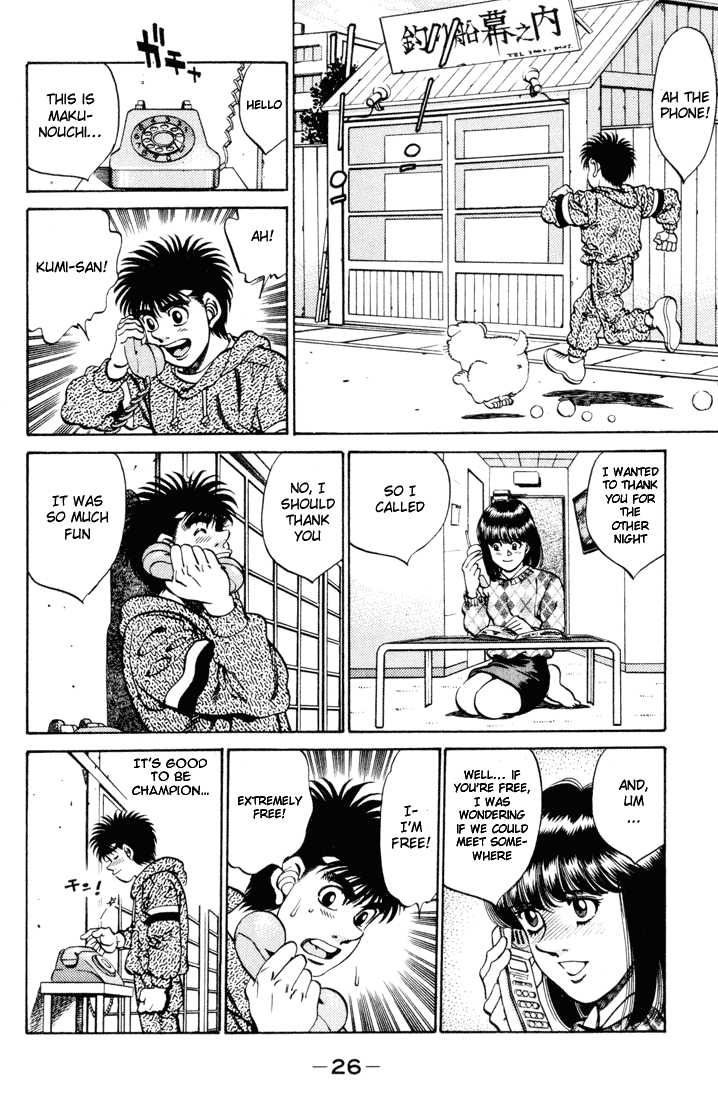 釣り船幕之内
AH THE
PHONE!
ガチャ
HELLO
THIS IS
MAKU-
NOUCHI...
AH!
KUMI-SAN!
I WANTED
TO THANK
YOU FOR
THE
OTHER
NIGHT
SO I
CALLED
NO, I
SHOULD
THANK
YOU
IT WAS
SO MUCH
FUN
AND,
UM
...
WELL... IF
YOU'RE FREE,
I WAS
WONDERING
IF WE COULD
MEET SOME-
WHERE
I-
I'M
FREE!
EXTREMELY
FREE!
IT'S GOOD
TO BE
CHAMPION...
チン!
-26-